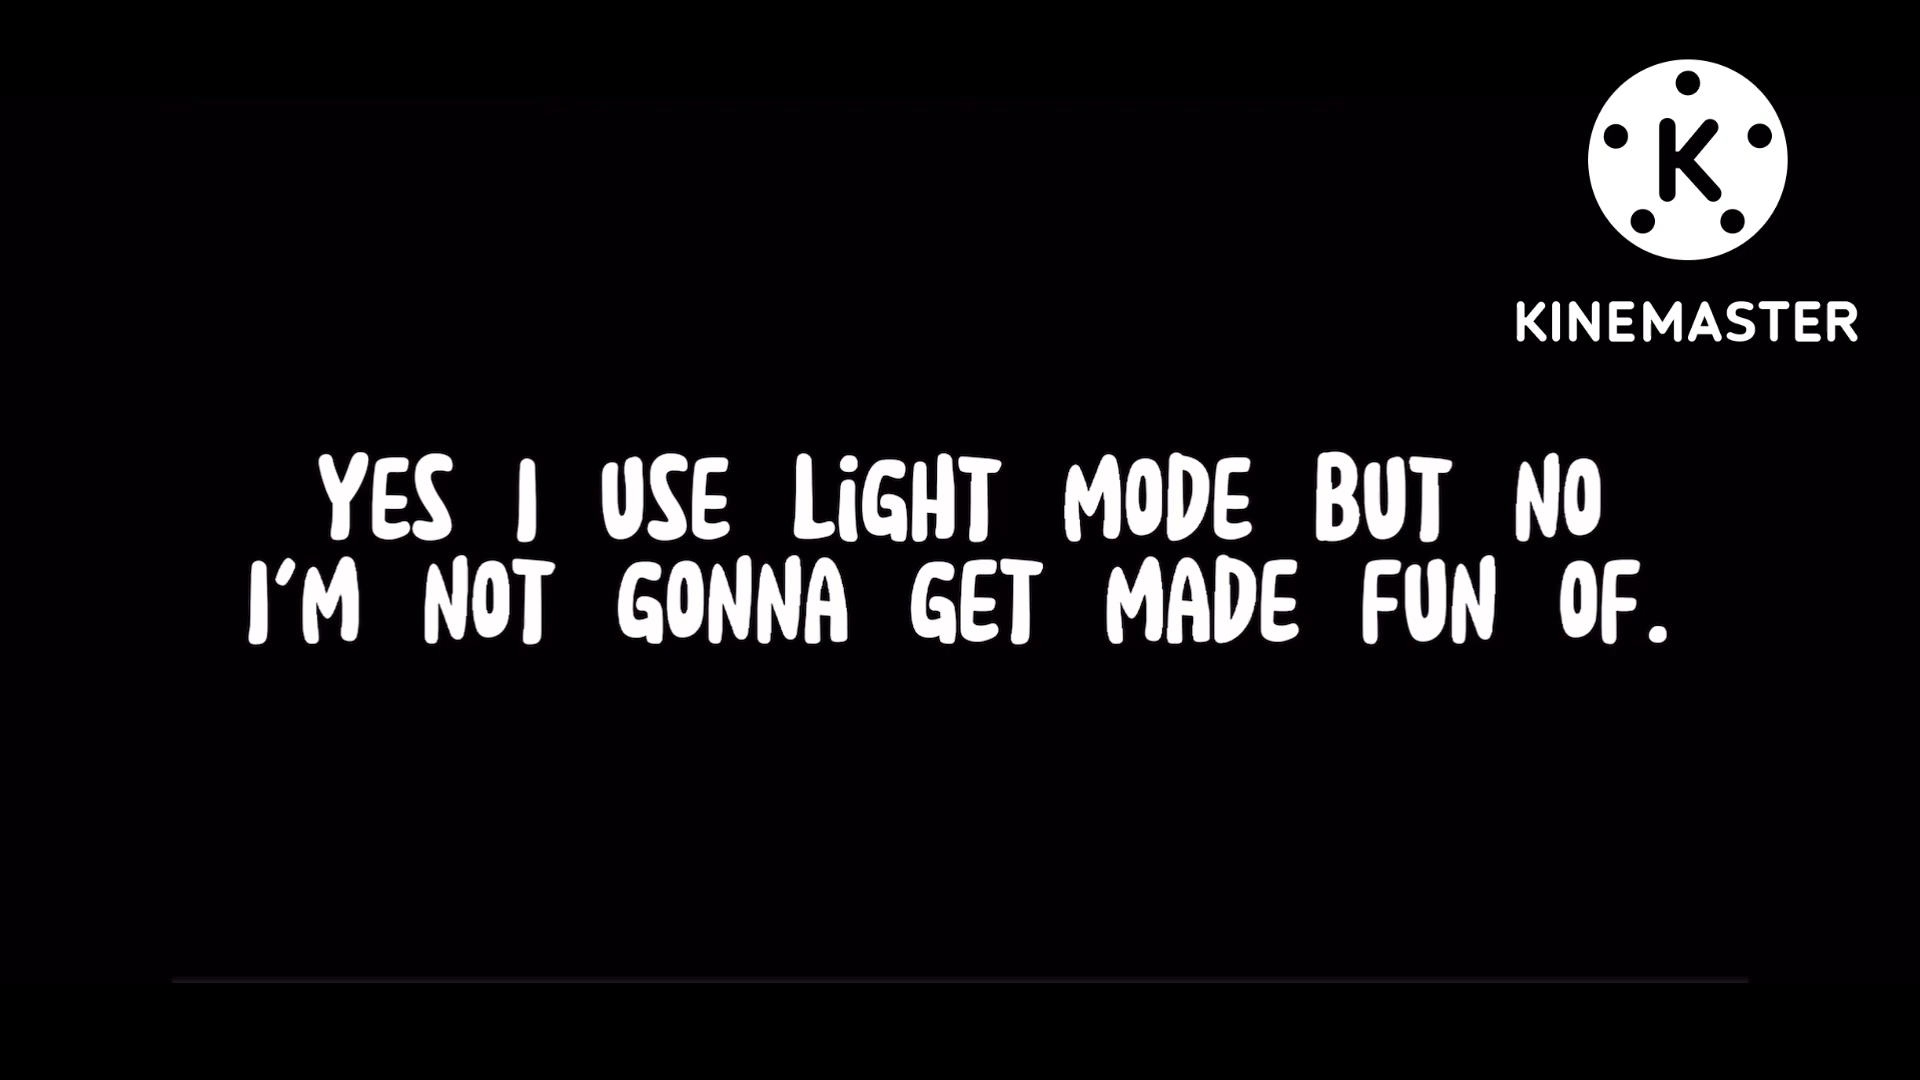 K
KINEMASTER
YES I USE LiGHT MODE BUT NO
I'M NOT GONNA GET MADE FUN OF.